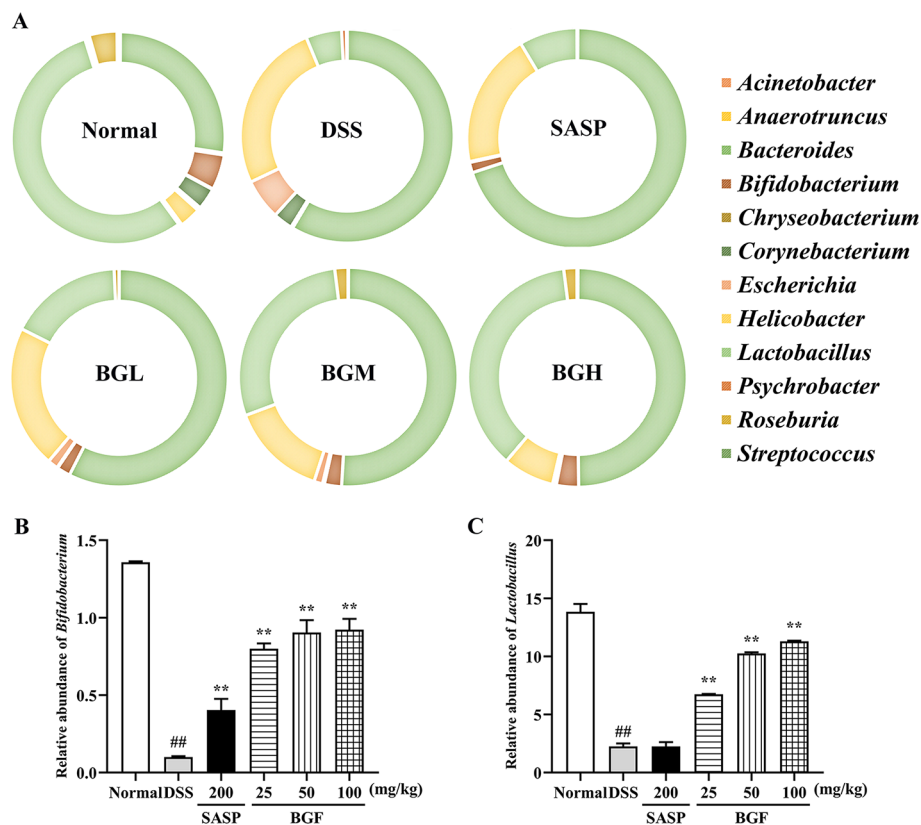 A
Normal
DSS
SASP
BGL
BGM
BGH
Acinetobacter
Anaerotruncus
Bacteroides
Bifidobacterium
Chryseobacterium
Corynebacterium
Escherichia
Helicobacter
Lactobacillus
Psychrobacter
Roseburia
Streptococcus
B
Relative abundance of Bifidobacterium
1.5
1.0
0.5
0.0
##
**
**
**
**
Normal DSS 200 25 50 100 (mg/kg)
SASP BGF
C
Relative abundance of Lactobacillus
20
15
10
5
0
##
**
**
**
Normal DSS 200 25 50 100 (mg/kg)
SASP BGF